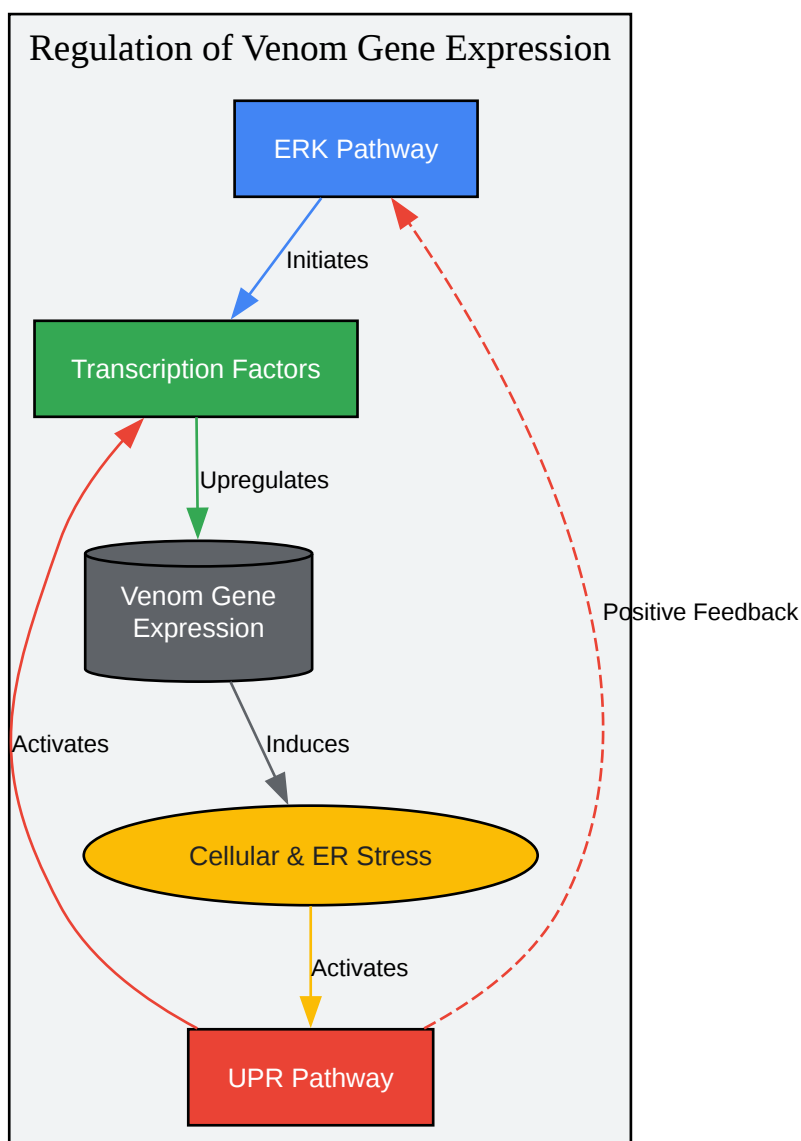 Regulation of Venom Gene Expression
ERK Pathway
Initiates
Transcription Factors
Upregulates
Venom Gene
Expression
Positive Feedback
Activates
Induces
Cellular & ER Stress
Activates
UPR Pathway